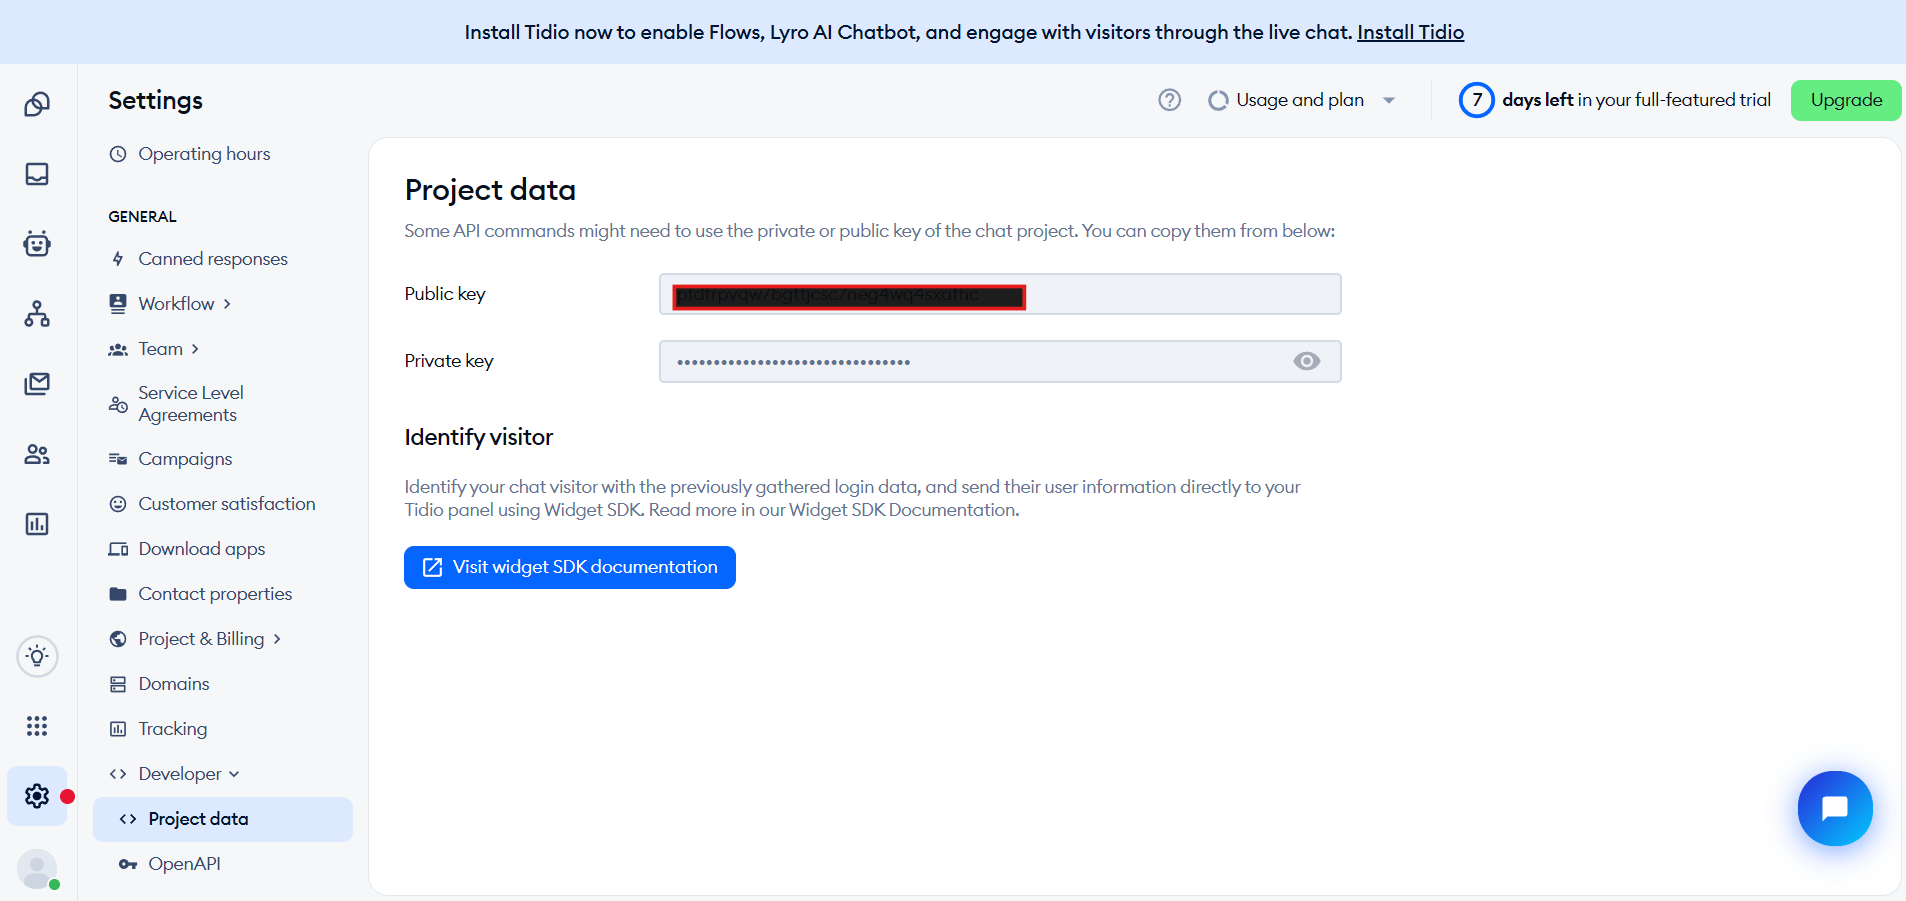 Install Tidio now to enable Flows, Lyro AI Chatbot, and engage with visitors through the live chat. Install Tidio
Settings
Usage and plan
7 days left in your full-featured trial
Upgrade
Operating hours
GENERAL
Canned responses
Workflow
Team
Service Level
Agreements
Campaigns
Customer satisfaction
Download apps
Contact properties
Project & Billing
Domains
Tracking
Developer
Project data
OpenAPI
Project data
Some API commands might need to use the private or public key of the chat project. You can copy them from below:
Public key
Private key
Identify visitor
Identify your chat visitor with the previously gathered login data, and send their user information directly to your
Tidio panel using Widget SDK. Read more in our Widget SDK Documentation.
Visit widget SDK documentation